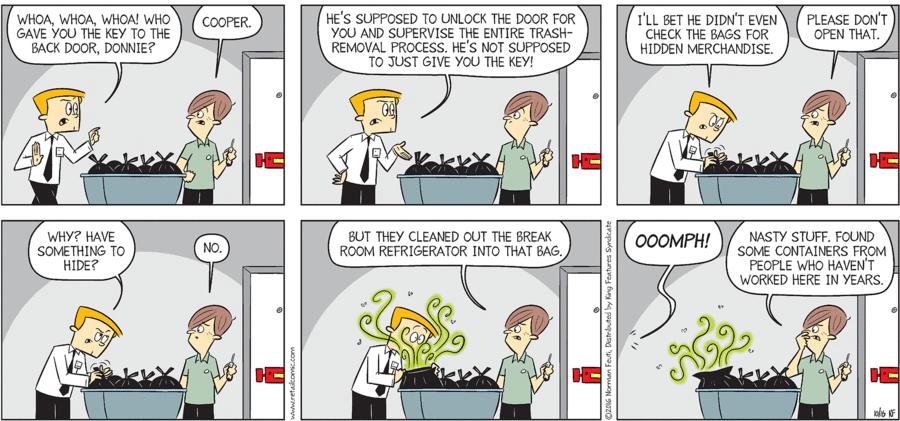 WHOA, WHOA, WHOA! WHO
GAVE YOU THE KEY TO THE
BACK DOOR, DONNIE?
COOPER.
HE'S SUPPOSED TO UNLOCK THE DOOR FOR
YOU AND SUPERVISE THE ENTIRE TRASH-
REMOVAL PROCESS. HE'S NOT SUPPOSED
TO JUST GIVE YOU THE KEY!
I'LL BET HE DIDN'T EVEN
CHECK THE BAGS FOR
HIDDEN MERCHANDISE.
PLEASE DON'T
OPEN THAT.
WHY? HAVE
SOMETHING TO
HIDE?
NO.
www.retailcomic.com
BUT THEY CLEANED OUT THE BREAK
ROOM REFRIGERATOR INTO THAT BAG.
©2016 Norman Feuti, Distributed by King Features Syndicate
OOOMPH!
NASTY STUFF. FOUND
SOME CONTAINERS FROM
PEOPLE WHO HAVEN'T
WORKED HERE IN YEARS.
10/16 NF